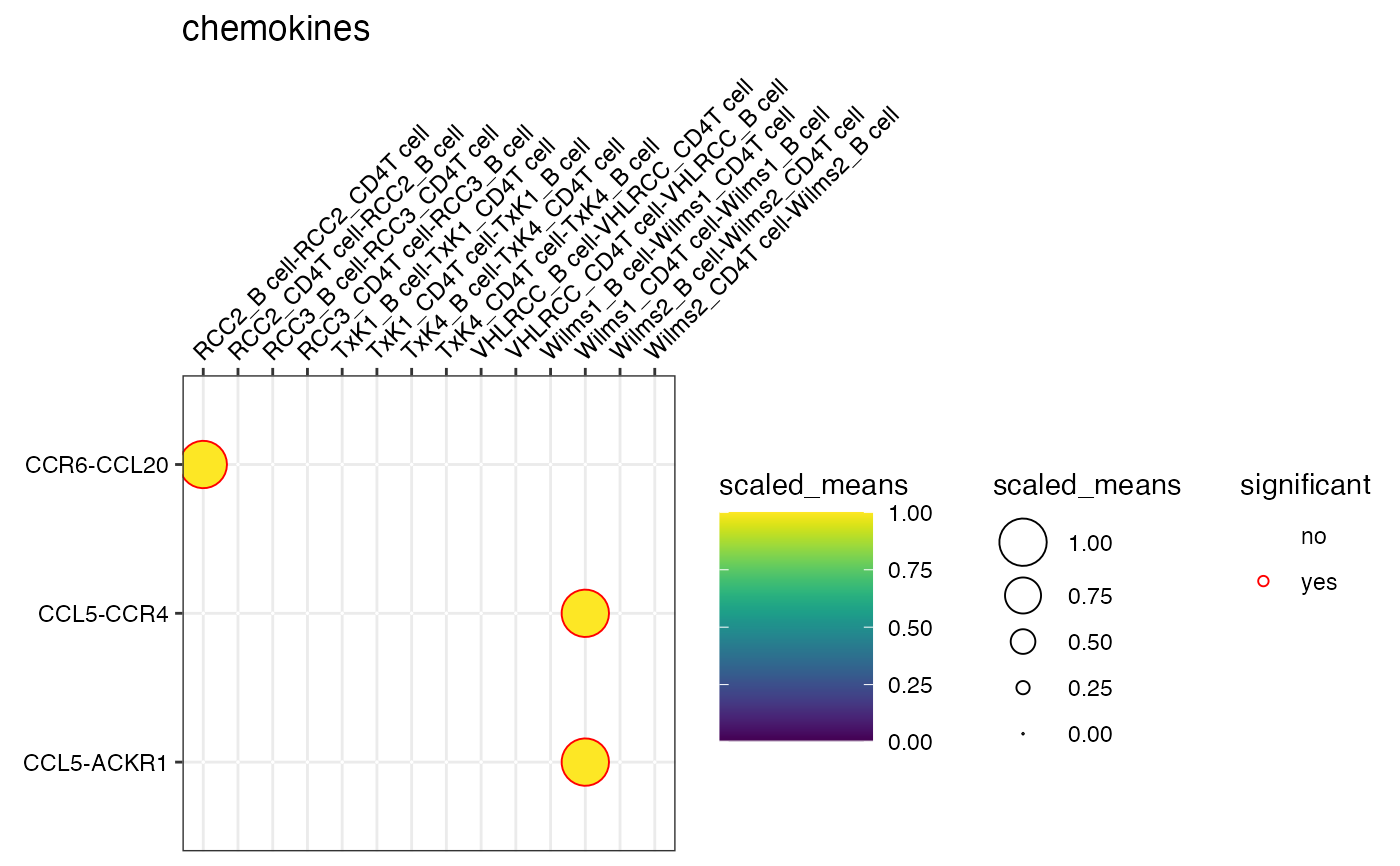 chemokines
RCC2_B cell-RCC2_CD4T cell
RCC2_CD4T cell-RCC2_B cell
RCC3_B cell-RCC3_CD4T cell
RCC3_CD4T cell-RCC3_B cell
TxK1_B cell-TxK1_CD4T cell
TxK1_CD4T cell-TxK1_B cell
TxK4_B cell-TxK4_CD4T cell
TxK4_CD4T cell-TxK4_B cell
VHLRCC_B cell-VHLRCC_CD4T cell
VHLRCC_CD4T cell-VHLRCC_B cell
Wilms1_B cell-Wilms1_CD4T cell
Wilms1_CD4T cell-Wilms1_B cell
Wilms2_B cell-Wilms2_CD4T cell
Wilms2_CD4T cell-Wilms2_B cell
CCR6-CCL20
CCL5-CCR4
CCL5-ACKR1
scaled_means
1.00
0.75
0.50
0.25
0.00
scaled_means
1.00
0.75
0.50
0.25
0.00
significant
no
yes